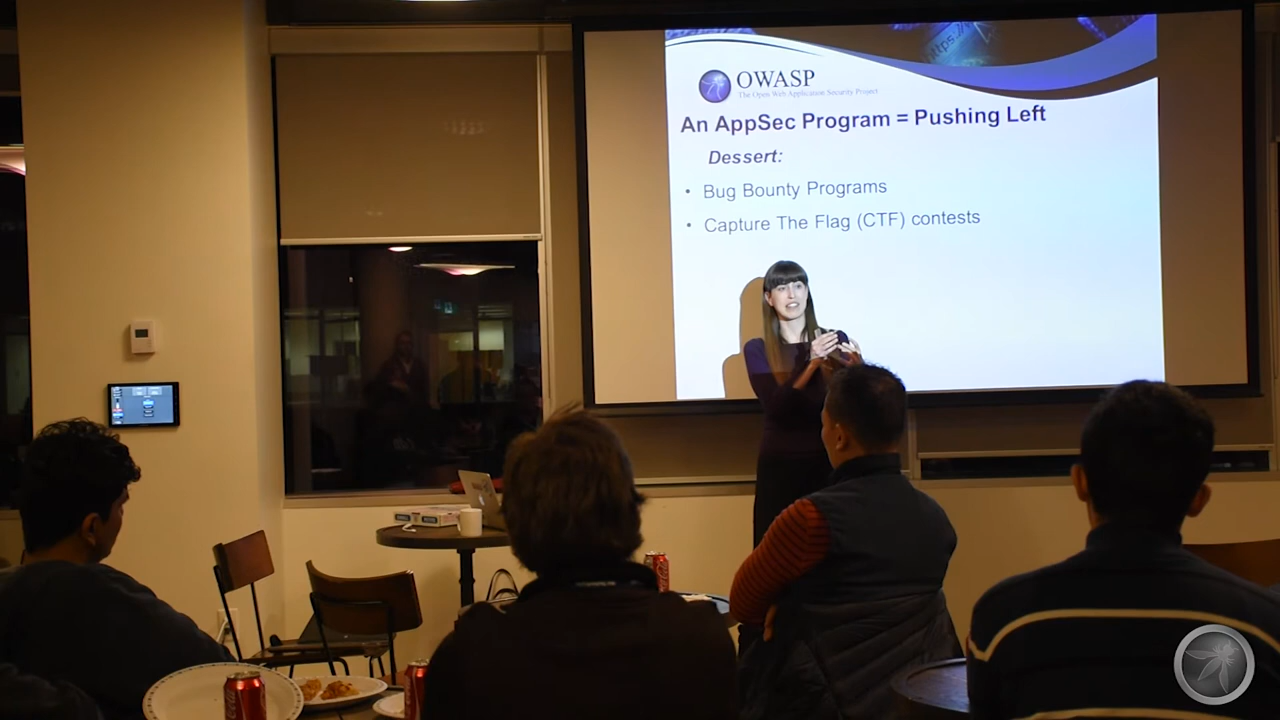 https://
OWASP
The Open Web Application Security Project
An AppSec Program = Pushing Left
Dessert:
• Bug Bounty Programs
• Capture The Flag (CTF) contests